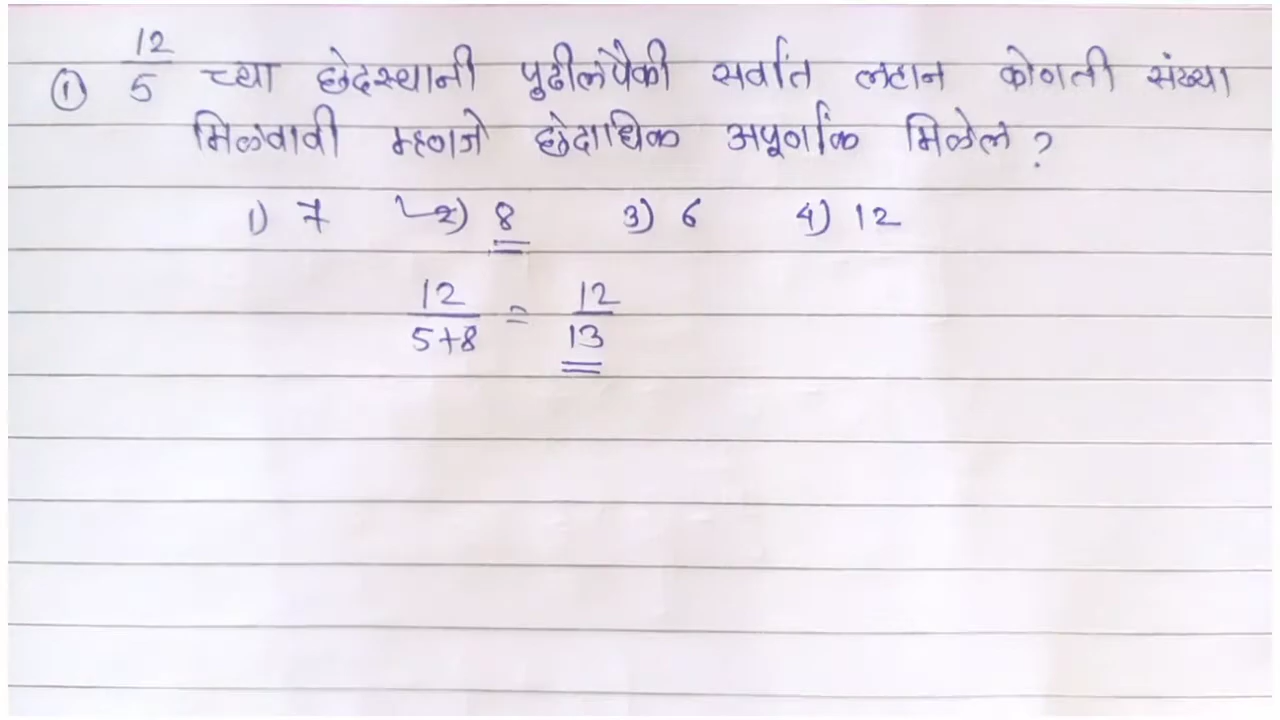 ① 12/5 च्या छेदस्थानी पुढीलपैकी सर्वात लहान कोणती संख्या
मिळवावी म्हणजे छेदाधिक अपूर्णांक मिळेल ?
1) 7 2) 8 3) 6 4) 12
12/5+8 = 12/13